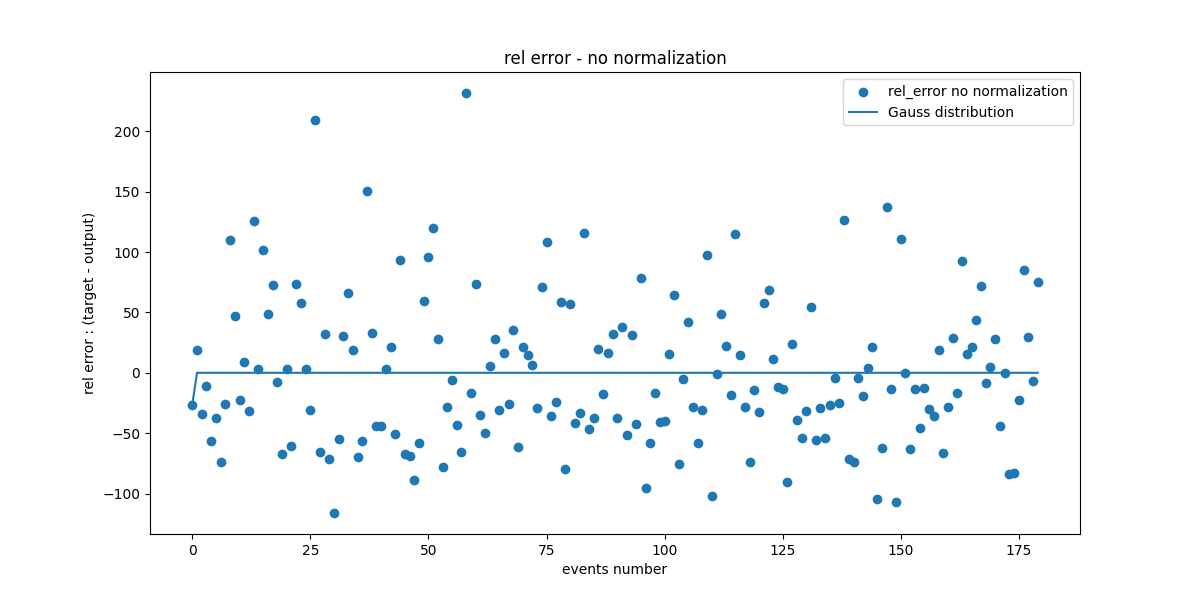 rel error - no normalization
rel_error no normalization
Gauss distribution
200
150
100
50
0
−50
−100
rel error : (target - output)
0 25 50 75 100 125 150 175
events number